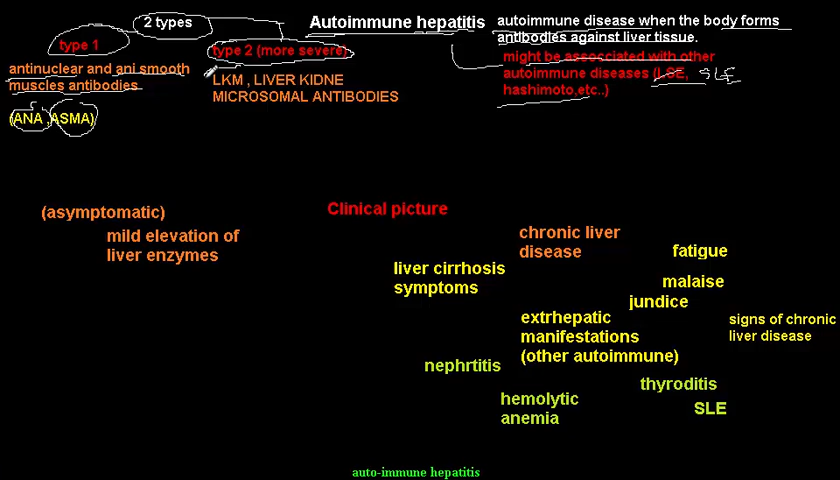 2 types
Autoimmune hepatitis
autoimmune disease when the body forms
antibodies against liver tissue.
type 1
type 2 (more severe)
might be assoccoated with other
autoimmune diseases (LSE,
hashimoto,etc..)
SLE
antinuclear and ani smooth
muscles antibodies
LKM , LIVER KIDNE
MICROSOMAL ANTIBODIES
(ANA ,ASMA)
(asymptomatic)
mild elevation of
liver enzymes
Clinical picture
chronic liver
disease
fatigue
liver cirrhosis
symptoms
malaise
jundice
extrhepatic
manifestations
(other autoimmune)
signs of chronic
liver disease
nephrtitis
thyroditis
hemolytic
anemia
SLE
auto-immune hepatitis